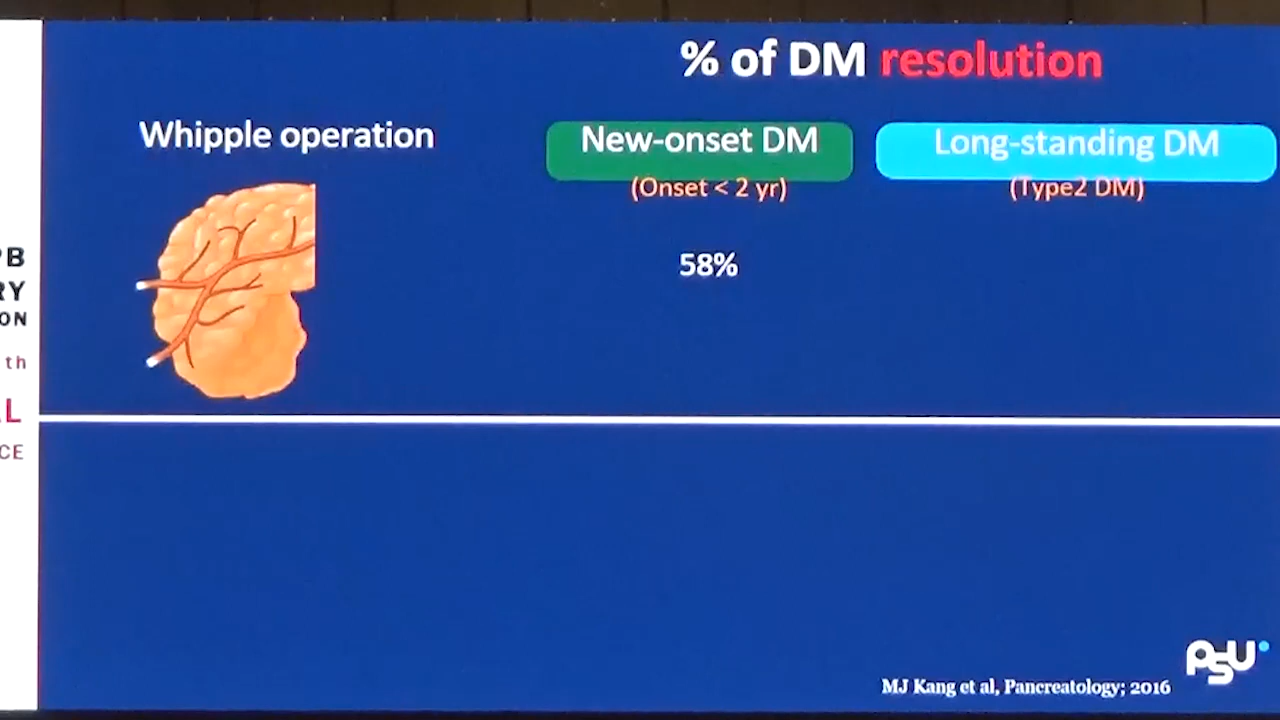 % of DM resolution
Whipple operation
New-onset DM
Long-standing DM
(Onset < 2 yr)
(Type2 DM)
58%
RY
ON
th
CE
PSU
MJ Kang et al, Pancreatology; 2016